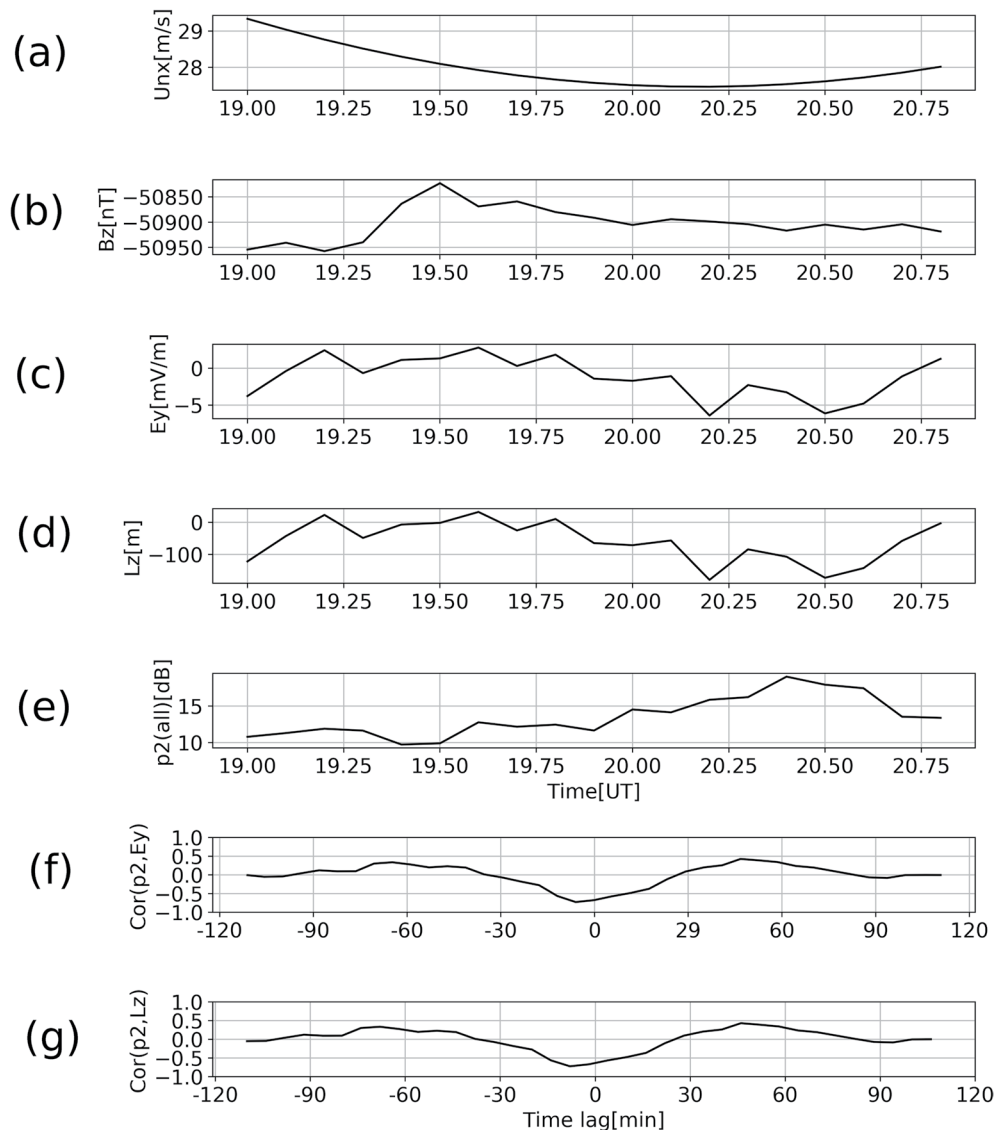 (a)
Unx[m/s]
29
28
19.00 19.25 19.50 19.75 20.00 20.25 20.50 20.75
(b)
Bz[nT]
−50850
−50900
−50950
19.00 19.25 19.50 19.75 20.00 20.25 20.50 20.75
(c)
Ey[mV/m]
0
−5
19.00 19.25 19.50 19.75 20.00 20.25 20.50 20.75
(d)
Lz[m]
0
−100
19.00 19.25 19.50 19.75 20.00 20.25 20.50 20.75
(e)
p2(all)[dB]
15
10
19.00 19.25 19.50 19.75 20.00 20.25 20.50 20.75
Time[UT]
(f)
Cor(p2,Ey)
1.0
0.5
0.0
−0.5
−1.0
-120 -90 -60 -30 0 29 60 90 120
(g)
Cor(p2,Lz)
1.0
0.5
0.0
−0.5
−1.0
-120 -90 -60 -30 0 30 60 90 120
Time lag[min]